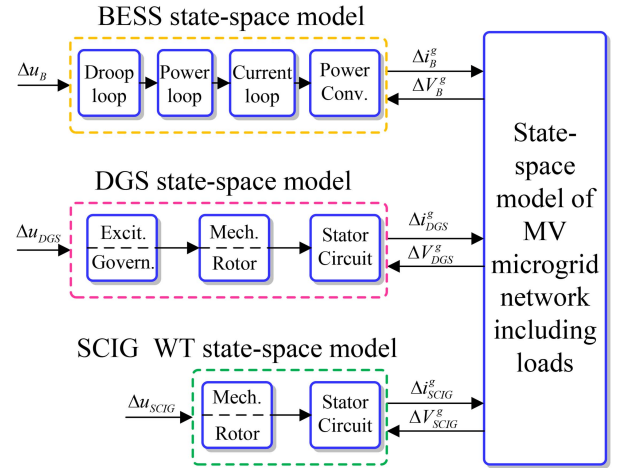 BESS state-space model
Δu_B
Droop
loop
Power
loop
Current
loop
Power
Conv.
Δi_B^g
ΔV_B^g
DGS state-space model
Δu_DGS
Excit.
Govern.
Mech.
Rotor
Stator
Circuit
Δi_DGS^g
ΔV_DGS^g
SCIG WT state-space model
Δu_SCIG
Mech.
Rotor
Stator
Circuit
Δi_SCIG^g
ΔV_SCIG^g
State-
space
model of
MV
microgrid
network
including
loads